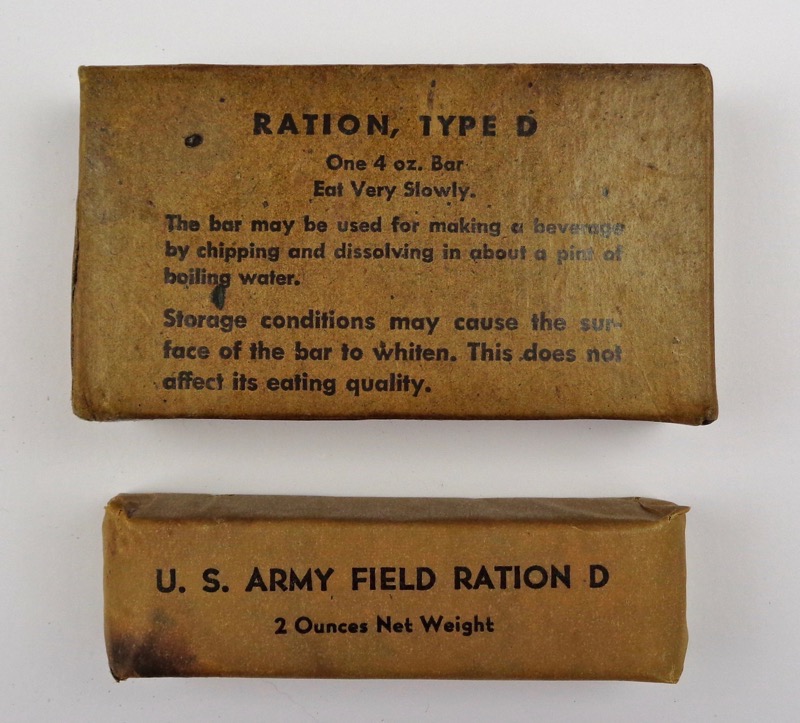 RATION, TYPE D
One 4 oz. Bar
Eat Very Slowly.
The bar may be used for making a beverage
by chipping and dissolving in about a pint of
boiling water.
Storage conditions may cause the sur-
face of the bar to whiten. This does not
affect its eating quality.
U. S. ARMY FIELD RATION D
2 Ounces Net Weight